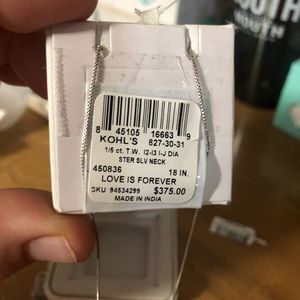 OUTH
8 45105 16663 9
KOHL'S 827-30-31
1/5 ct. T.W. I2-I3 I-J DIA
STER SLV NECK
450836 18 IN.
LOVE IS FOREVER
SKU 94534299 $375.00
MADE IN INDIA